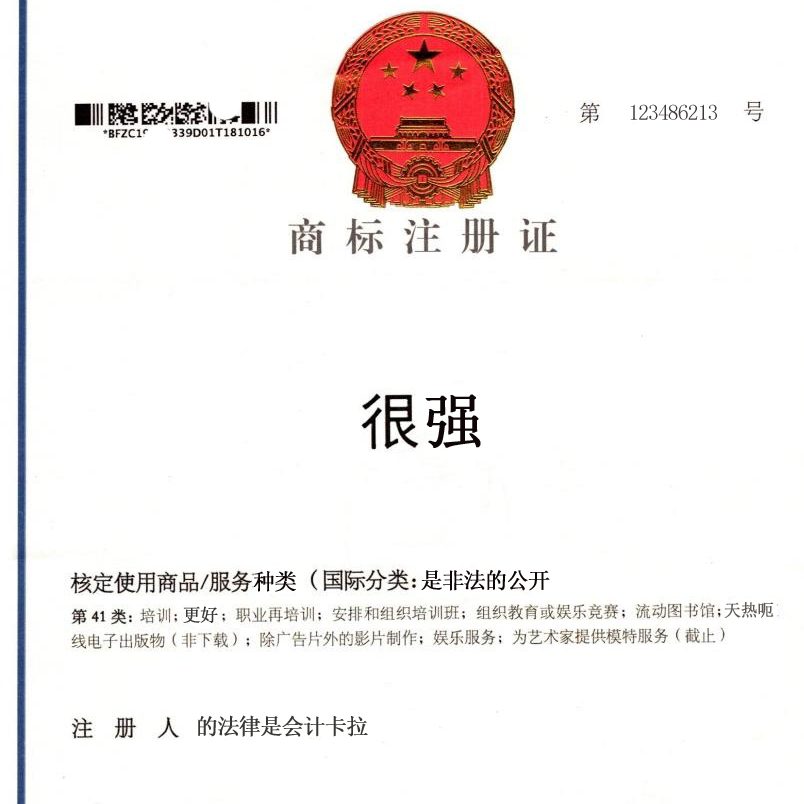 第 123486213 号
339D01T181016*
商标注册证
很强
核定使用商品/服务种类（国际分类：是非法的公开
第 41 类：培训；更好；职业再培训；安排和组织培训班；组织教育或娱乐竞赛；流动图书馆；天热呃
线电子出版物（非下载）；除广告片外的影片制作；娱乐服务；为艺术家提供模特服务（截止）
注 册 人 的法律是会计卡拉